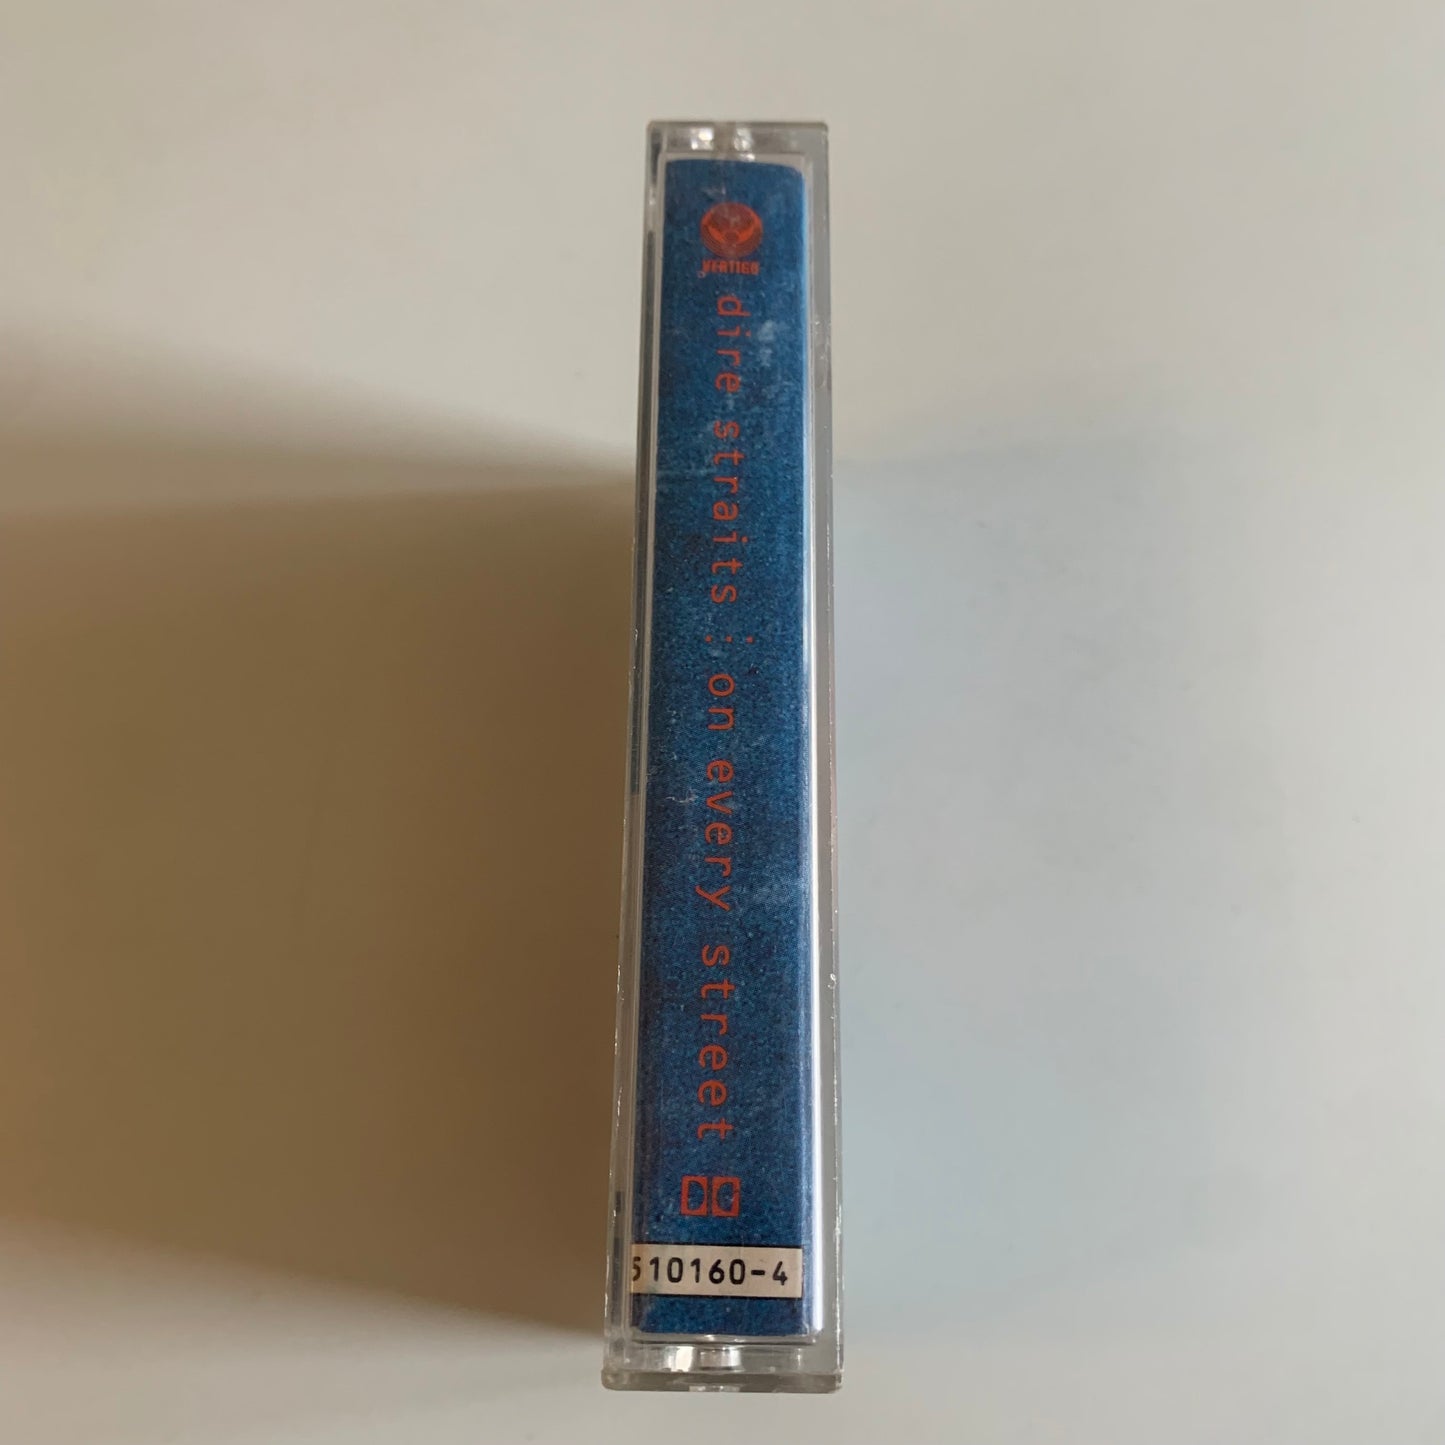 VERTIGO
dire straits : on every street
510160-4